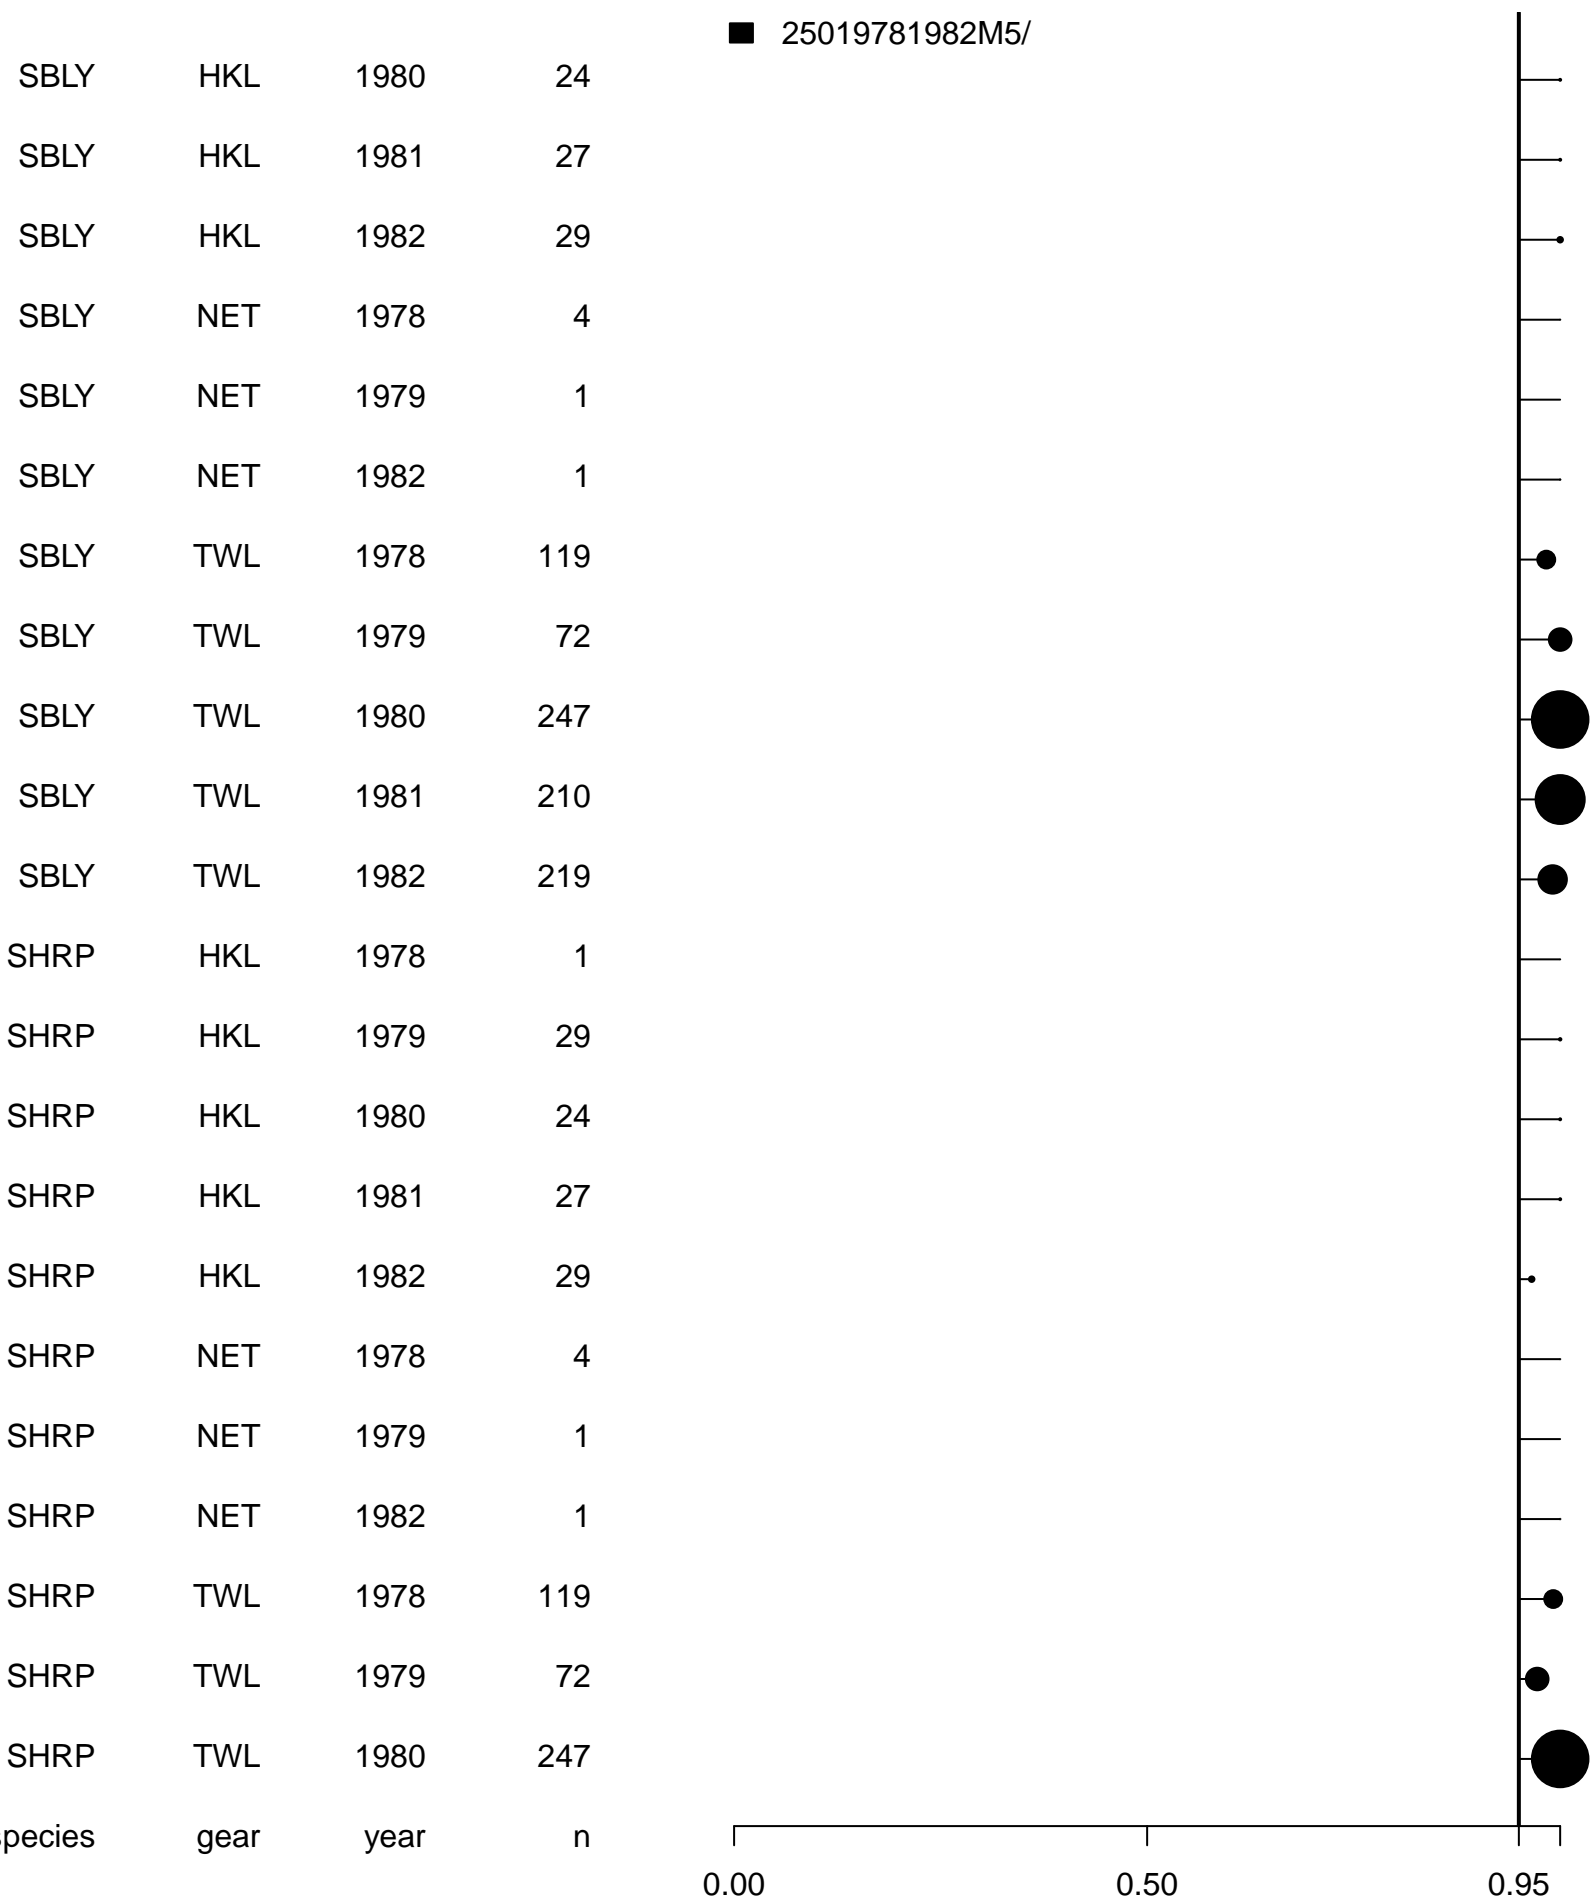 25019781982M5/
SBLY HKL 1980 24
SBLY HKL 1981 27
SBLY HKL 1982 29
SBLY NET 1978 4
SBLY NET 1979 1
SBLY NET 1982 1
SBLY TWL 1978 119
SBLY TWL 1979 72
SBLY TWL 1980 247
SBLY TWL 1981 210
SBLY TWL 1982 219
SHRP HKL 1978 1
SHRP HKL 1979 29
SHRP HKL 1980 24
SHRP HKL 1981 27
SHRP HKL 1982 29
SHRP NET 1978 4
SHRP NET 1979 1
SHRP NET 1982 1
SHRP TWL 1978 119
SHRP TWL 1979 72
SHRP TWL 1980 247
species gear year n
0.00 0.50 0.95